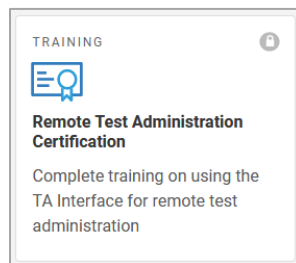 TRAINING
Remote Test Administration
Certification
Complete training on using the
TA Interface for remote test
administration